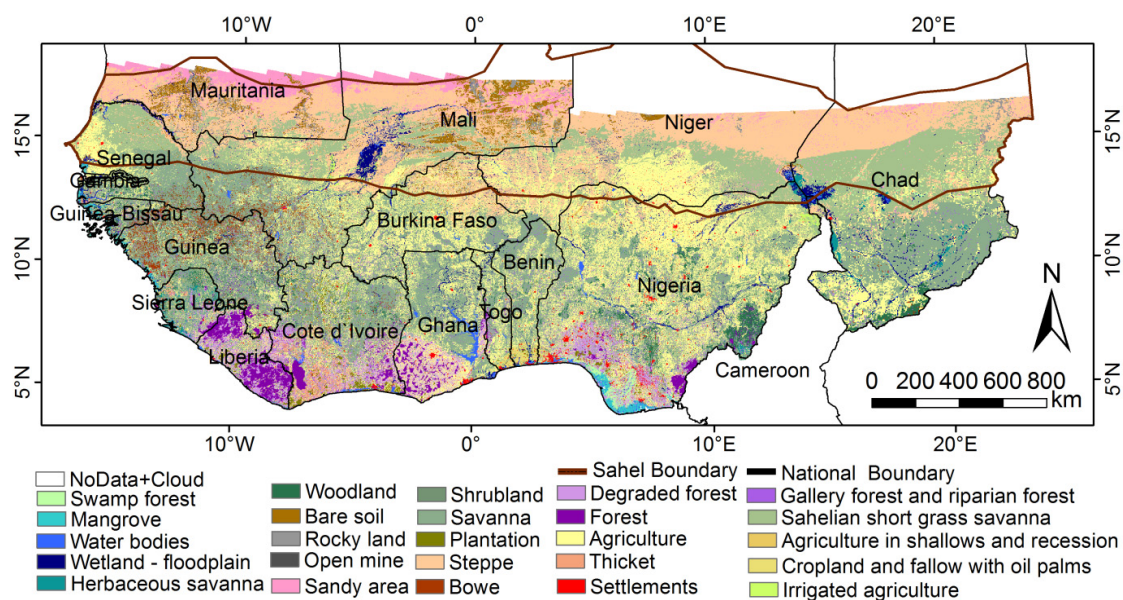 10°W 0° 10°E 20°E
Mauritania
Mali
Niger
15°N 15°N
Senegal
Chad
Gambia
Guinea Bissau
Burkina Faso
Guinea
Benin
10°N 10°N
Nigeria
N
Sierra Leone
Togo
Cote d`Ivoire
Ghana
Liberia
Cameroon
5°N 5°N
0 200 400 600 800
km
10°W 0° 10°E 20°E
NoData+Cloud
Swamp forest
Mangrove
Water bodies
Wetland - floodplain
Herbaceous savanna
Woodland
Bare soil
Rocky land
Open mine
Sandy area
Shrubland
Savanna
Plantation
Steppe
Bowe
Sahel Boundary
Degraded forest
Forest
Agriculture
Thicket
Settlements
National Boundary
Gallery forest and riparian forest
Sahelian short grass savanna
Agriculture in shallows and recession
Cropland and fallow with oil palms
Irrigated agriculture